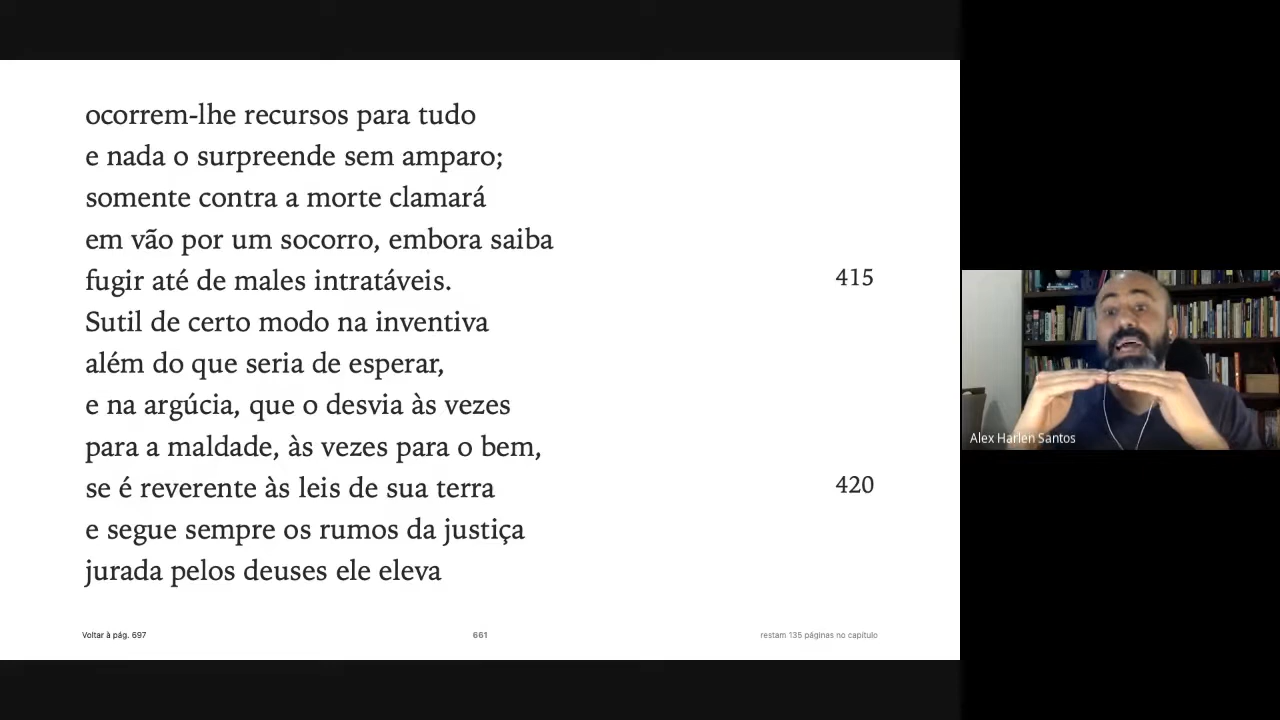 ocorrem-lhe recursos para tudo
e nada o surpreende sem amparo;
somente contra a morte clamará
em vão por um socorro, embora saiba
fugir até de males intratáveis.
415
Sutil de certo modo na inventiva
além do que seria de esperar,
e na argúcia, que o desvia às vezes
para a maldade, às vezes para o bem,
se é reverente às leis de sua terra
420
e segue sempre os rumos da justiça
jurada pelos deuses ele eleva
Voltar à pág. 697
661
restam 135 páginas no capítulo
Alex Harlen Santos